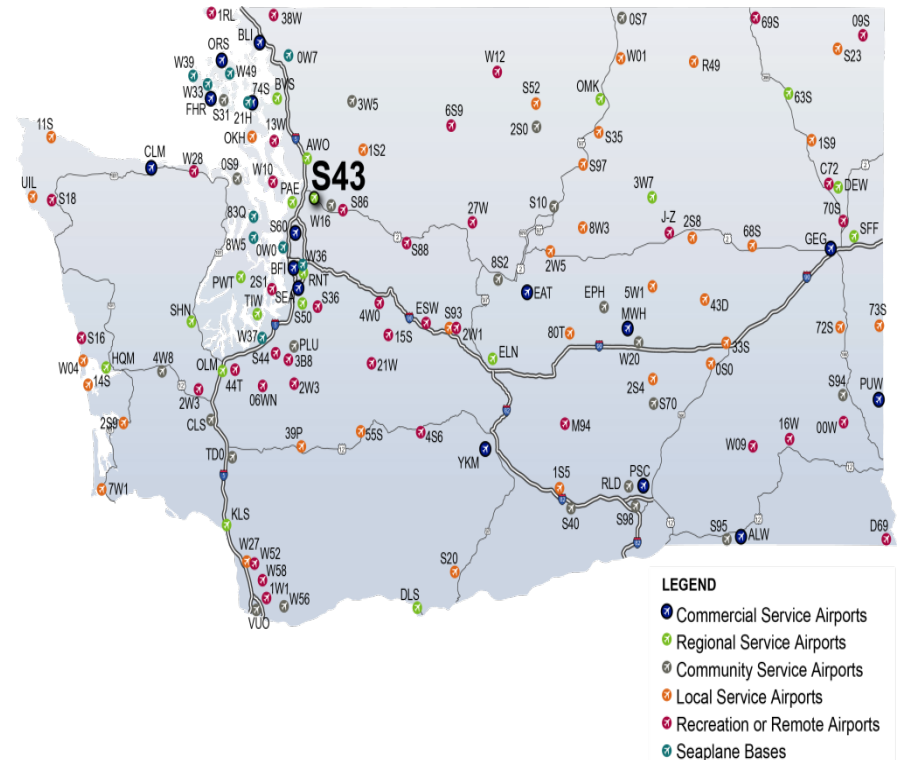 1RL
38W
0S7
69S
09S
BLI
ORS
0W7
W01
S23
W39
W49
W12
R49
W33
74S
BVS
S52
OMK
63S
FHR
S31
21H
3W5
6S9
2S0
11S
OKH
13W
S35
1S9
CLM
AWO
1S2
W28
0S9
W10
S97
C72
DEW
UIL
S18
PAE
S43
3W7
83Q
W16
S86
27W
S10
8W3
J-Z
2S8
70S
SFF
8W5
S60
0W0
S88
68S
GEG
W36
2W5
BFI
8S2
PWT
2S1
SEA
RNT
EAT
EPH
5W1
TIW
S50
S36
4W0
ESW
S93
MWH
43D
SHN
W37
15S
2W1
80T
72S
73S
S16
PLU
W20
33S
W04
HQM
4W8
OLM
S44
3B8
21W
ELN
0S0
14S
44T
2S4
S94
PUW
2W3
06WN
2W3
S70
2S9
CLS
39P
55S
4S6
M94
16W
00W
TD0
YKM
W09
7W1
1S5
RLD
PSC
KLS
S40
S98
S95
ALW
D69
W27
W52
S20
W58
1W1
W56
DLS
VUO
LEGEND
Commercial Service Airports
Regional Service Airports
Community Service Airports
Local Service Airports
Recreation or Remote Airports
Seaplane Bases